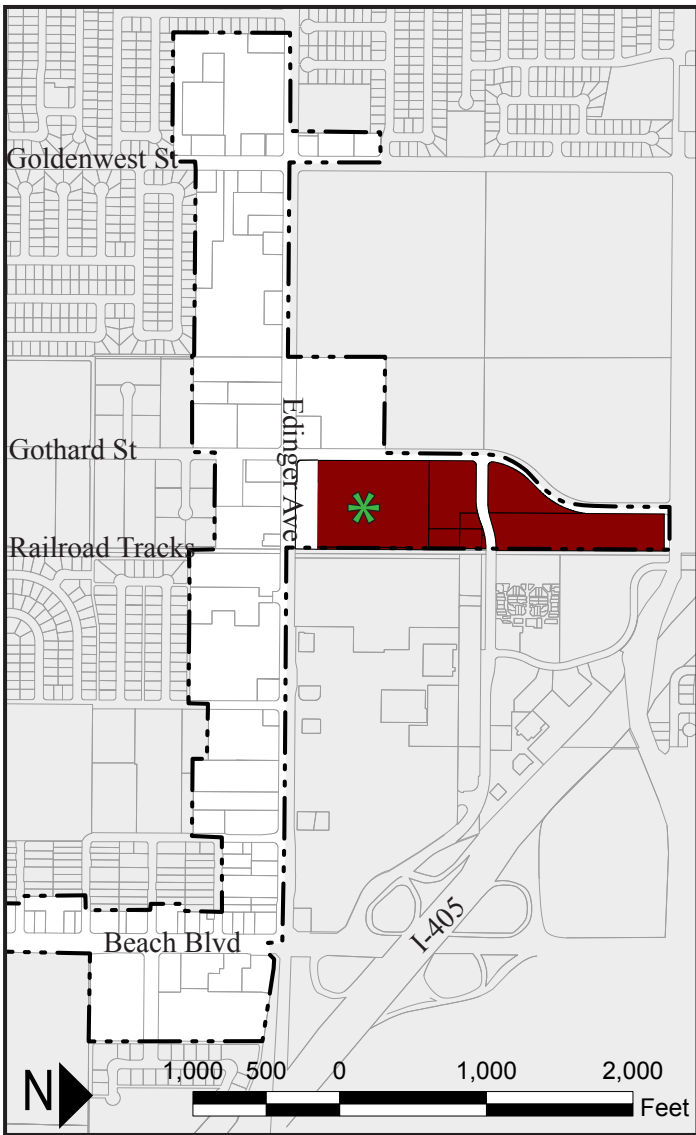 Goldenwest St
Edinger Ave
Gothard St
Railroad Tracks
Beach Blvd
I-405
N
1,000 500 0 1,000 2,000
Feet